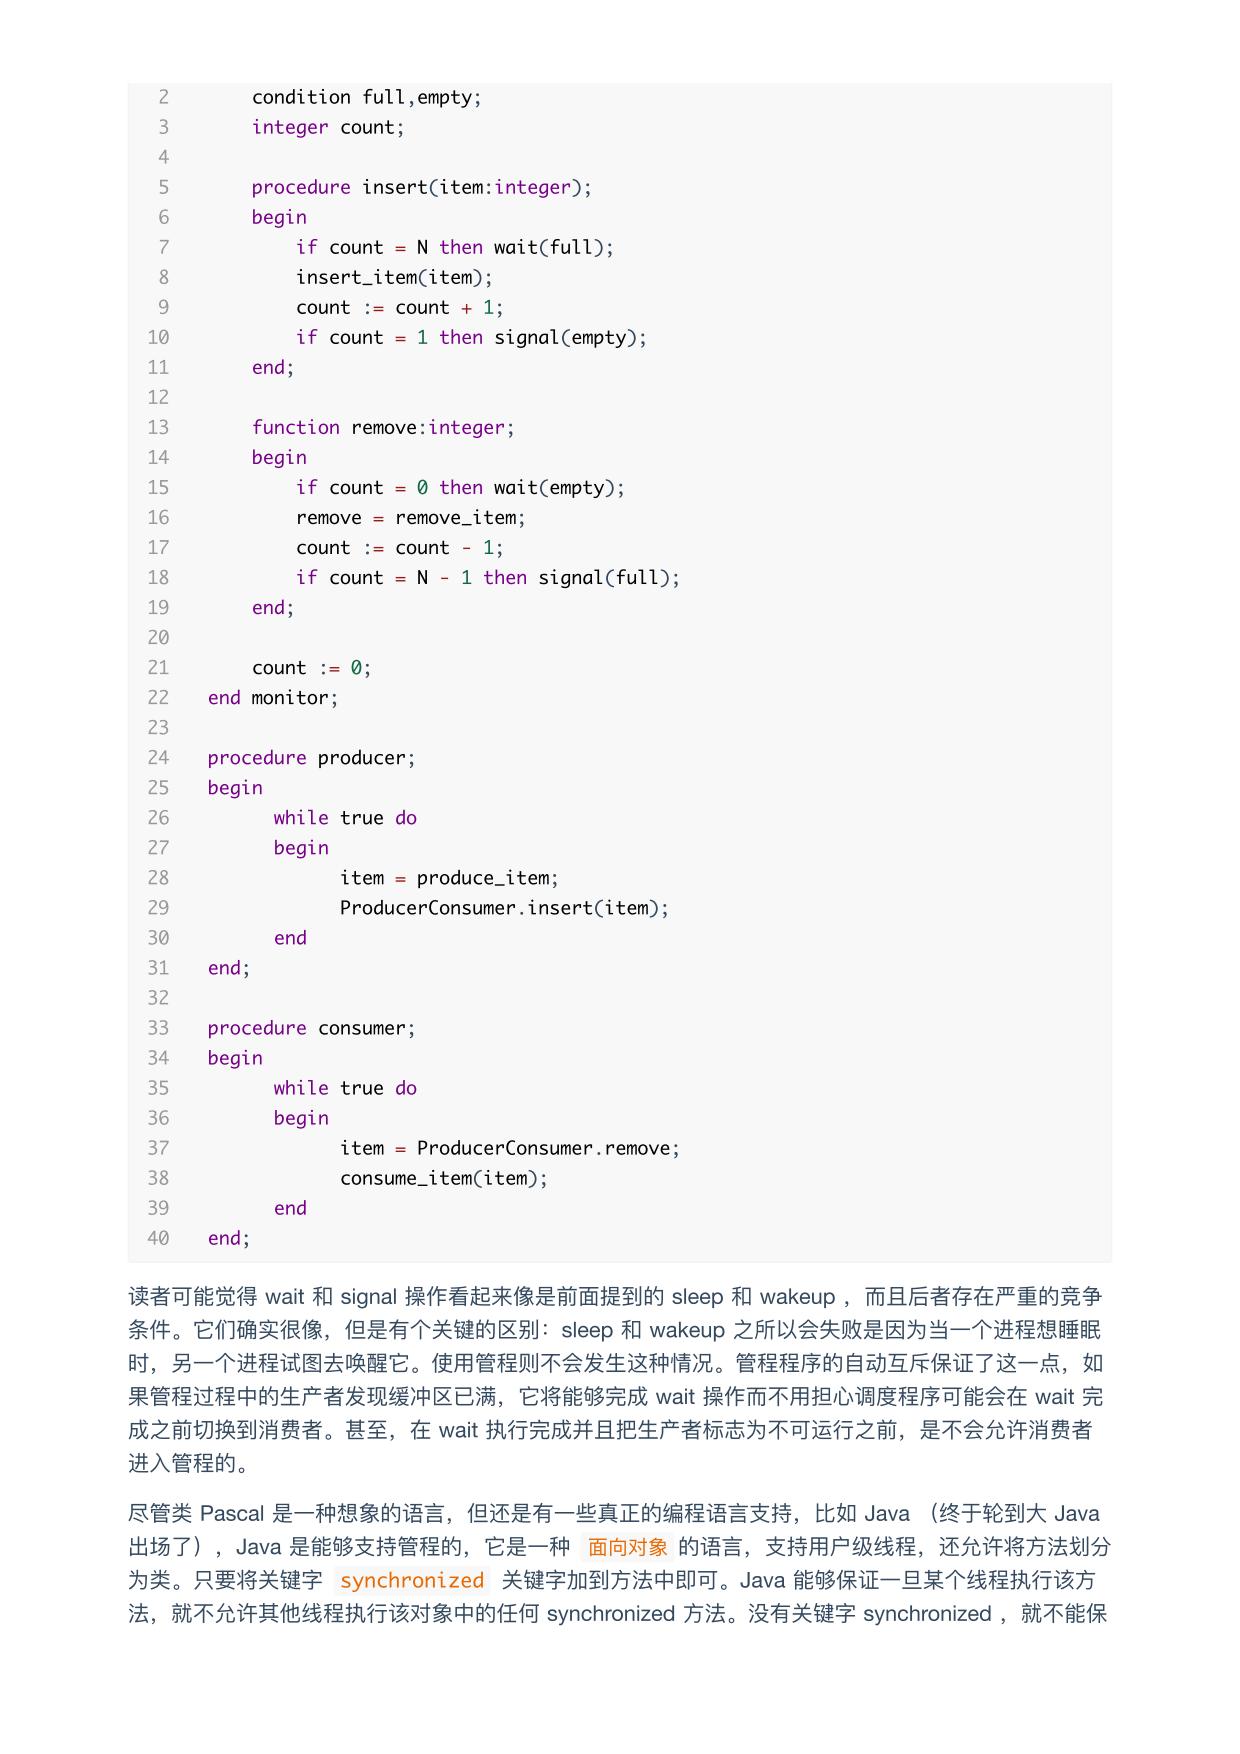 2 condition full,empty;
3 integer count;
4
5 procedure insert(item:integer);
6 begin
7 if count = N then wait(full);
8 insert_item(item);
9 count := count + 1;
10 if count = 1 then signal(empty);
11 end;
12
13 function remove:integer;
14 begin
15 if count = 0 then wait(empty);
16 remove = remove_item;
17 count := count - 1;
18 if count = N - 1 then signal(full);
19 end;
20
21 count := 0;
22 end monitor;
23
24 procedure producer;
25 begin
26 while true do
27 begin
28 item = produce_item;
29 ProducerConsumer.insert(item);
30 end
31 end;
32
33 procedure consumer;
34 begin
35 while true do
36 begin
37 item = ProducerConsumer.remove;
38 consume_item(item);
39 end
40 end;
读者可能觉得 wait 和 signal 操作看起来像是前面提到的 sleep 和 wakeup ，而且后者存在严重的竞争
条件。它们确实很像，但是有个关键的区别：sleep 和 wakeup 之所以会失败是因为当一个进程想睡眠
时，另一个进程试图去唤醒它。使用管程则不会发生这种情况。管程程序的自动互斥保证了这一点，如
果管程过程中的生产者发现缓冲区已满，它将能够完成 wait 操作而不用担心调度程序可能会在 wait 完
成之前切换到消费者。甚至，在 wait 执行完成并且把生产者标志为不可运行之前，是不会允许消费者
进入管程的。
尽管类 Pascal 是一种想象的语言，但还是有一些真正的编程语言支持，比如 Java （终于轮到大 Java
出场了），Java 是能够支持管程的，它是一种 面向对象 的语言，支持用户级线程，还允许将方法划分
为类。只要将关键字 synchronized 关键字加到方法中即可。Java 能够保证一旦某个线程执行该方
法，就不允许其他线程执行该对象中的任何 synchronized 方法。没有关键字 synchronized ，就不能保